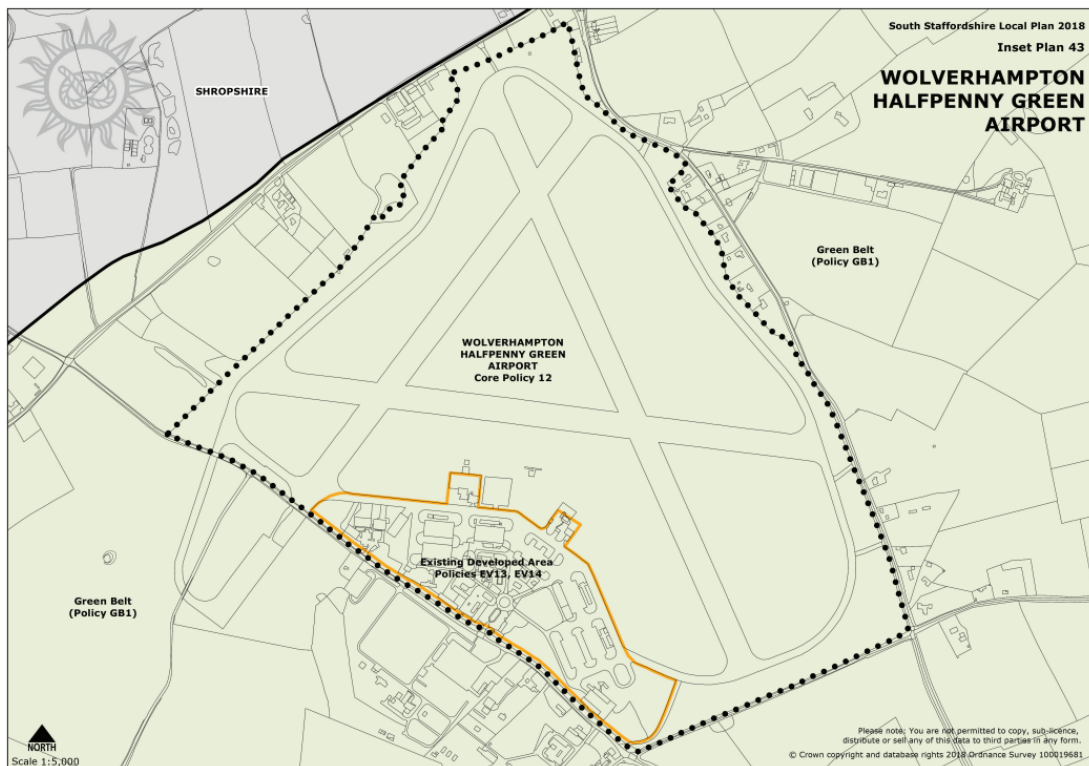 South Staffordshire Local Plan 2018
Inset Plan 43
WOLVERHAMPTON
HALFPENNY GREEN
AIRPORT
SHROPSHIRE
Green Belt
(Policy GB1)
WOLVERHAMPTON
HALFPENNY GREEN
AIRPORT
Core Policy 12
Existing Developed Area
Policies EV13, EV14
Green Belt
(Policy GB1)
NORTH
Scale 1:5,000
Please note: You are not permitted to copy, sub-licence,
distribute or sell any of this data to third parties in any form.
© Crown copyright and database rights 2018 Ordnance Survey 100019681